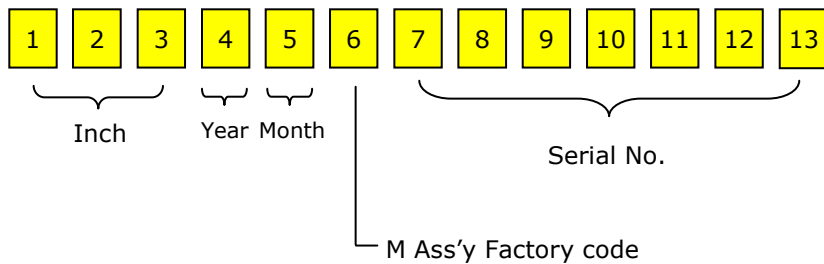 1 2 3 4 5 6 7 8 9 10 11 12 13
Inch Year Month
Serial No.
M Ass’y Factory code